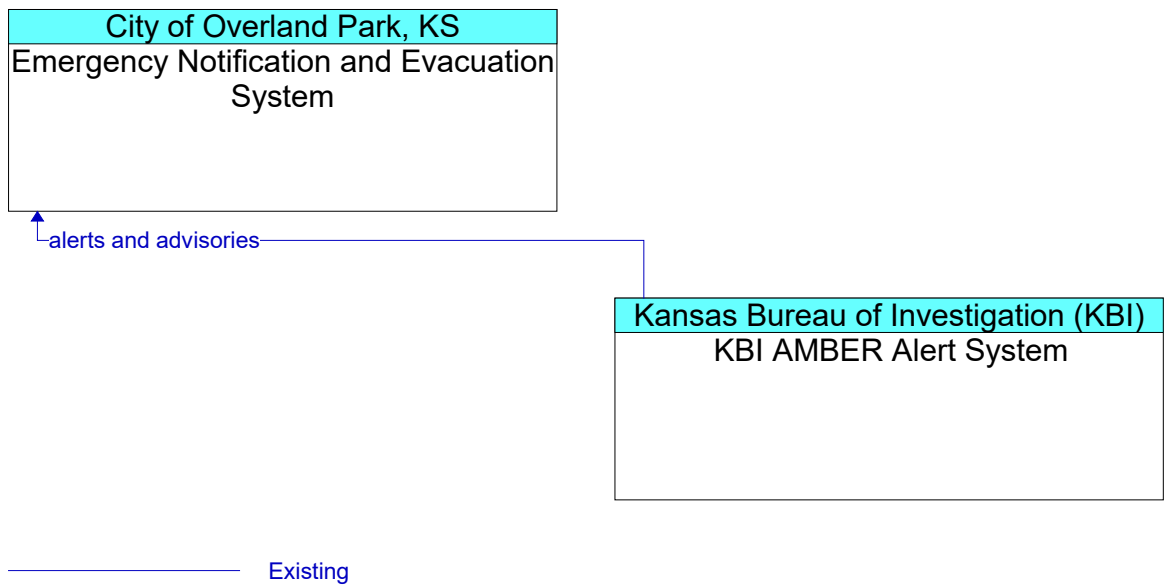 City of Overland Park, KS
Emergency Notification and Evacuation
System
alerts and advisories
Kansas Bureau of Investigation (KBI)
KBI AMBER Alert System
Existing